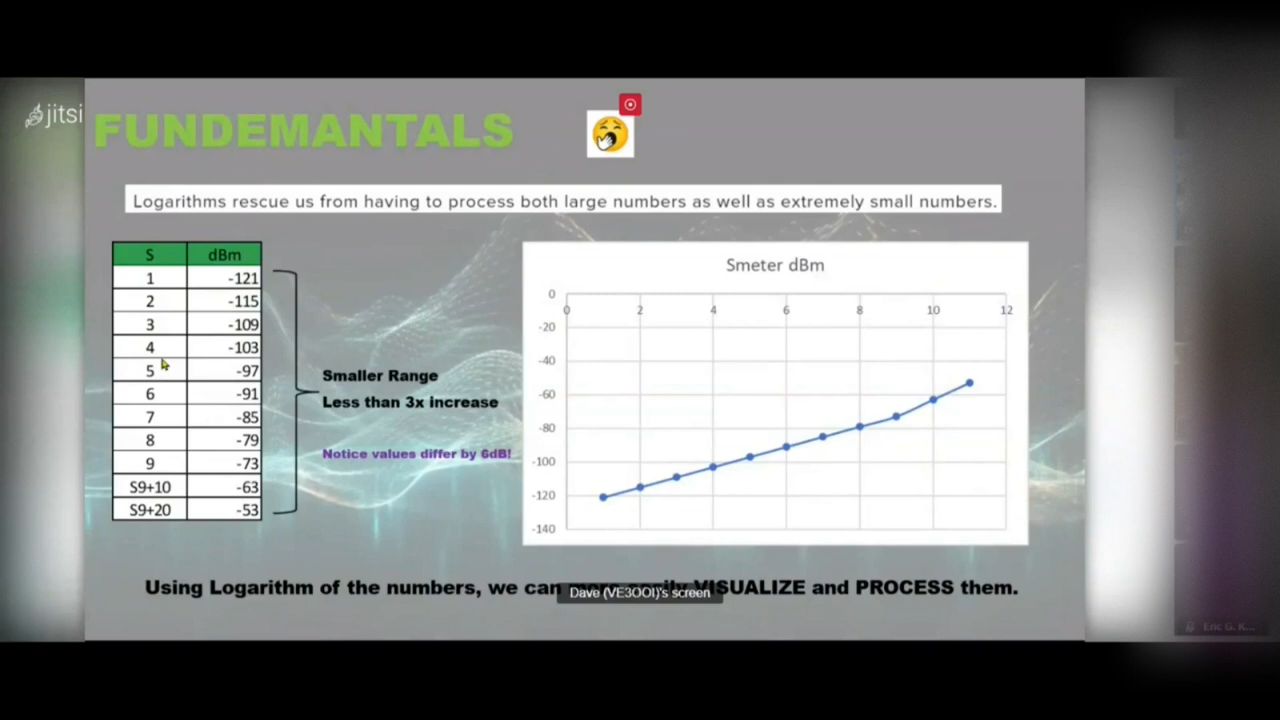 jitsi
FUNDEMANTALS
Logarithms rescue us from having to process both large numbers as well as extremely small numbers.
S dBm
1 -121
2 -115
3 -109
4 -103
5 -97
6 -91
7 -85
8 -79
9 -73
S9+10 -63
S9+20 -53
Smaller Range
Less than 3x increase
Notice values differ by 6dB!
Smeter dBm
0
0 2 4 6 8 10 12
-20
-40
-60
-80
-100
-120
-140
Using Logarithm of the numbers, we can more easily VISUALIZE and PROCESS them.
Dave (VE3OOI)'s screen
Eric G. K...